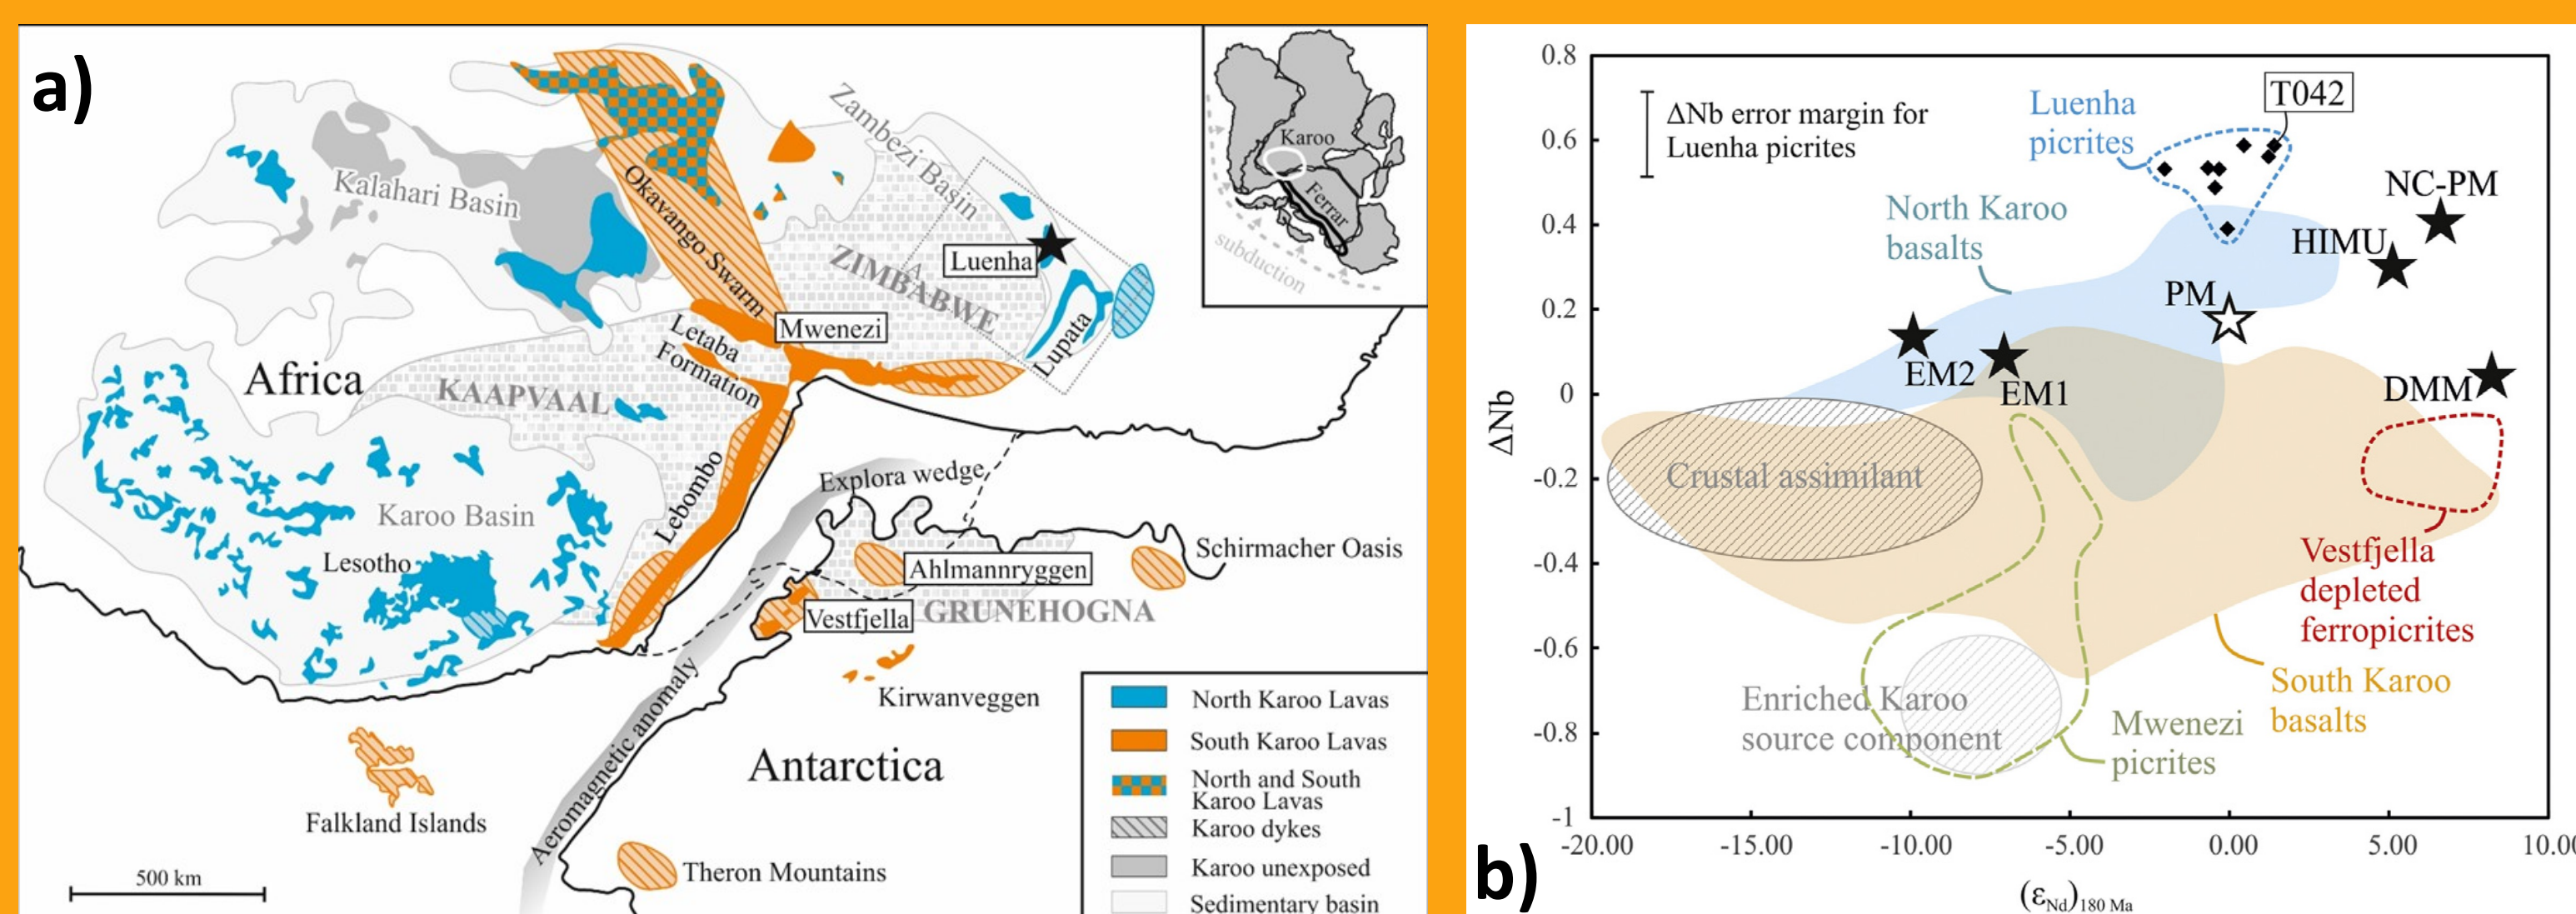 a)
Kalahari Basin
Okavango Swarm
Zambezi Basin
ZIMBABWE
A
Luenha
Lupata
Mwenezi
Letaba
Formation
Africa
KAAPVAAL
Lebombo
Karoo Basin
Lesotho
Explora wedge
Ahlmannryggen
Schirmacher Oasis
Vestfjella
GRUNEHOGNA
Kirwanveggen
Aeromagnetic anomaly
Antarctica
Falkland Islands
Theron Mountains
500 km
Karoo
Ferrar
subduction
North Karoo Lavas
South Karoo Lavas
North and South
Karoo Lavas
Karoo dykes
Karoo unexposed
Sedimentary basin
b)
ΔNb
0.8
0.6
0.4
0.2
0
-0.2
-0.4
-0.6
-0.8
-1
-20.00
-15.00
-10.00
-5.00
0.00
5.00
10.00
(εNd)180 Ma
ΔNb error margin for
Luenha picrites
Luenha
picrites
T042
North Karoo
basalts
NC-PM
HIMU
PM
EM2
EM1
DMM
Crustal assimilant
Vestfjella
depleted
ferropicrites
South Karoo
basalts
Enriched Karoo
source component
Mwenezi
picrites